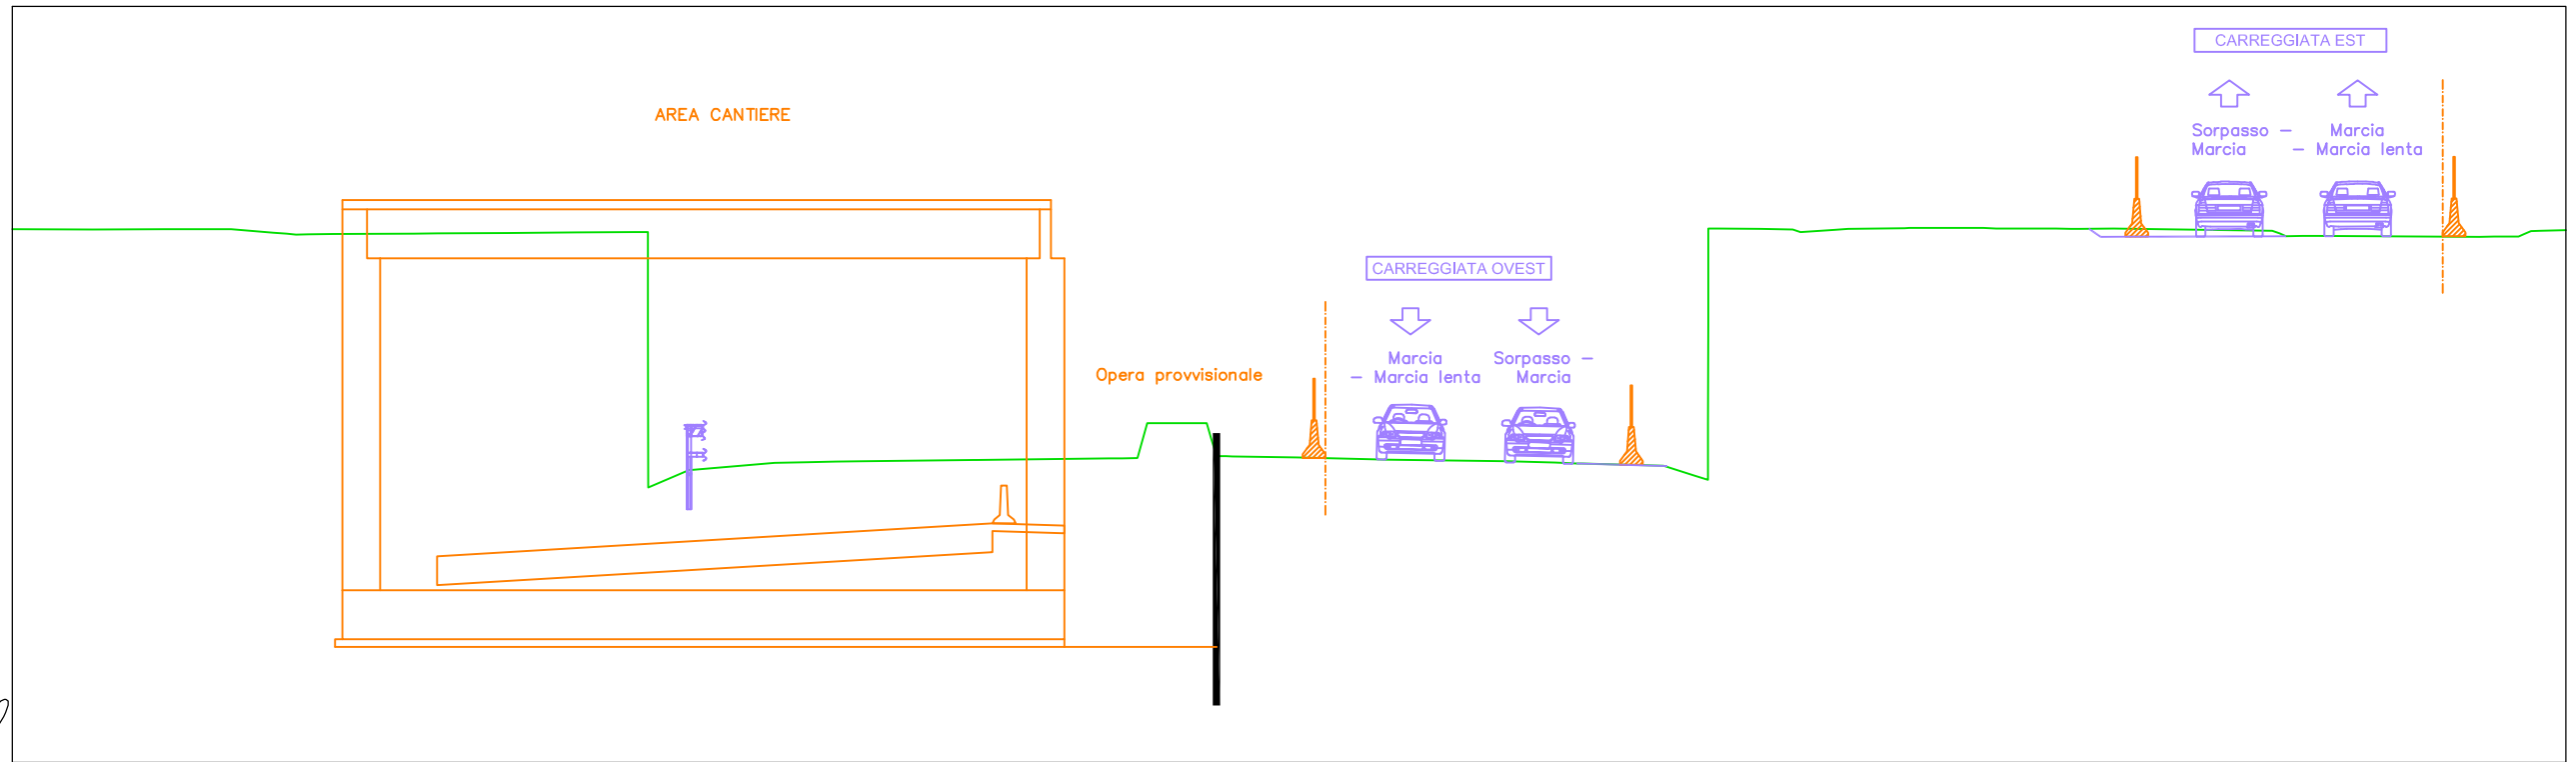 CARREGGIATA EST
Sorpasso – Marcia
Marcia – Marcia lenta
AREA CANTIERE
CARREGGIATA OVEST
Marcia Sorpasso –
– Marcia lenta Marcia
Opera provvisionale